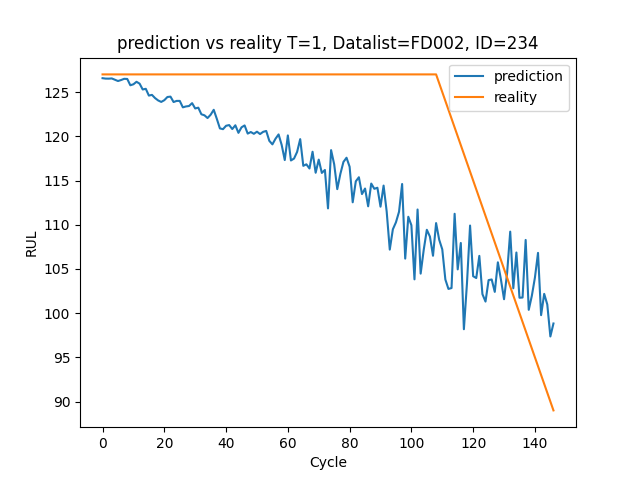 prediction vs reality T=1, Datalist=FD002, ID=234
prediction
reality
RUL
125
120
115
110
105
100
95
90
0 20 40 60 80 100 120 140
Cycle